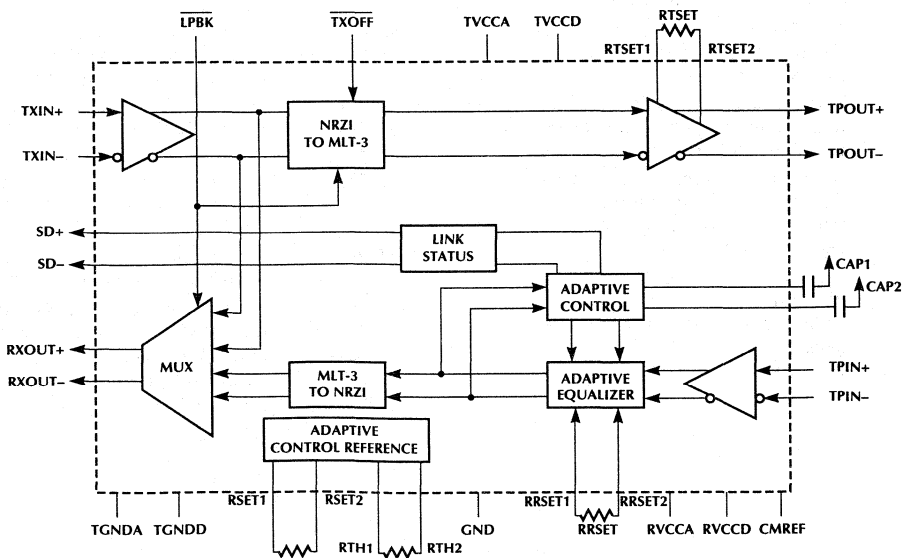 LPBK
TXOFF
TVCCA
TVCCD
RTSET
RTSET1
RTSET2
TXIN+
TXIN–
NRZI
TO MLT-3
TPOUT+
TPOUT–
SD+
SD–
LINK
STATUS
ADAPTIVE
CONTROL
CAP1
CAP2
RXOUT+
RXOUT–
MUX
MLT-3
TO NRZI
ADAPTIVE
EQUALIZER
TPIN+
TPIN–
ADAPTIVE
CONTROL REFERENCE
TGNDA
TGNDD
RSET1
RSET2
RTH1
RTH2
GND
RRSET1
RRSET2
RRSET
RVCCA
RVCCD
CMREF